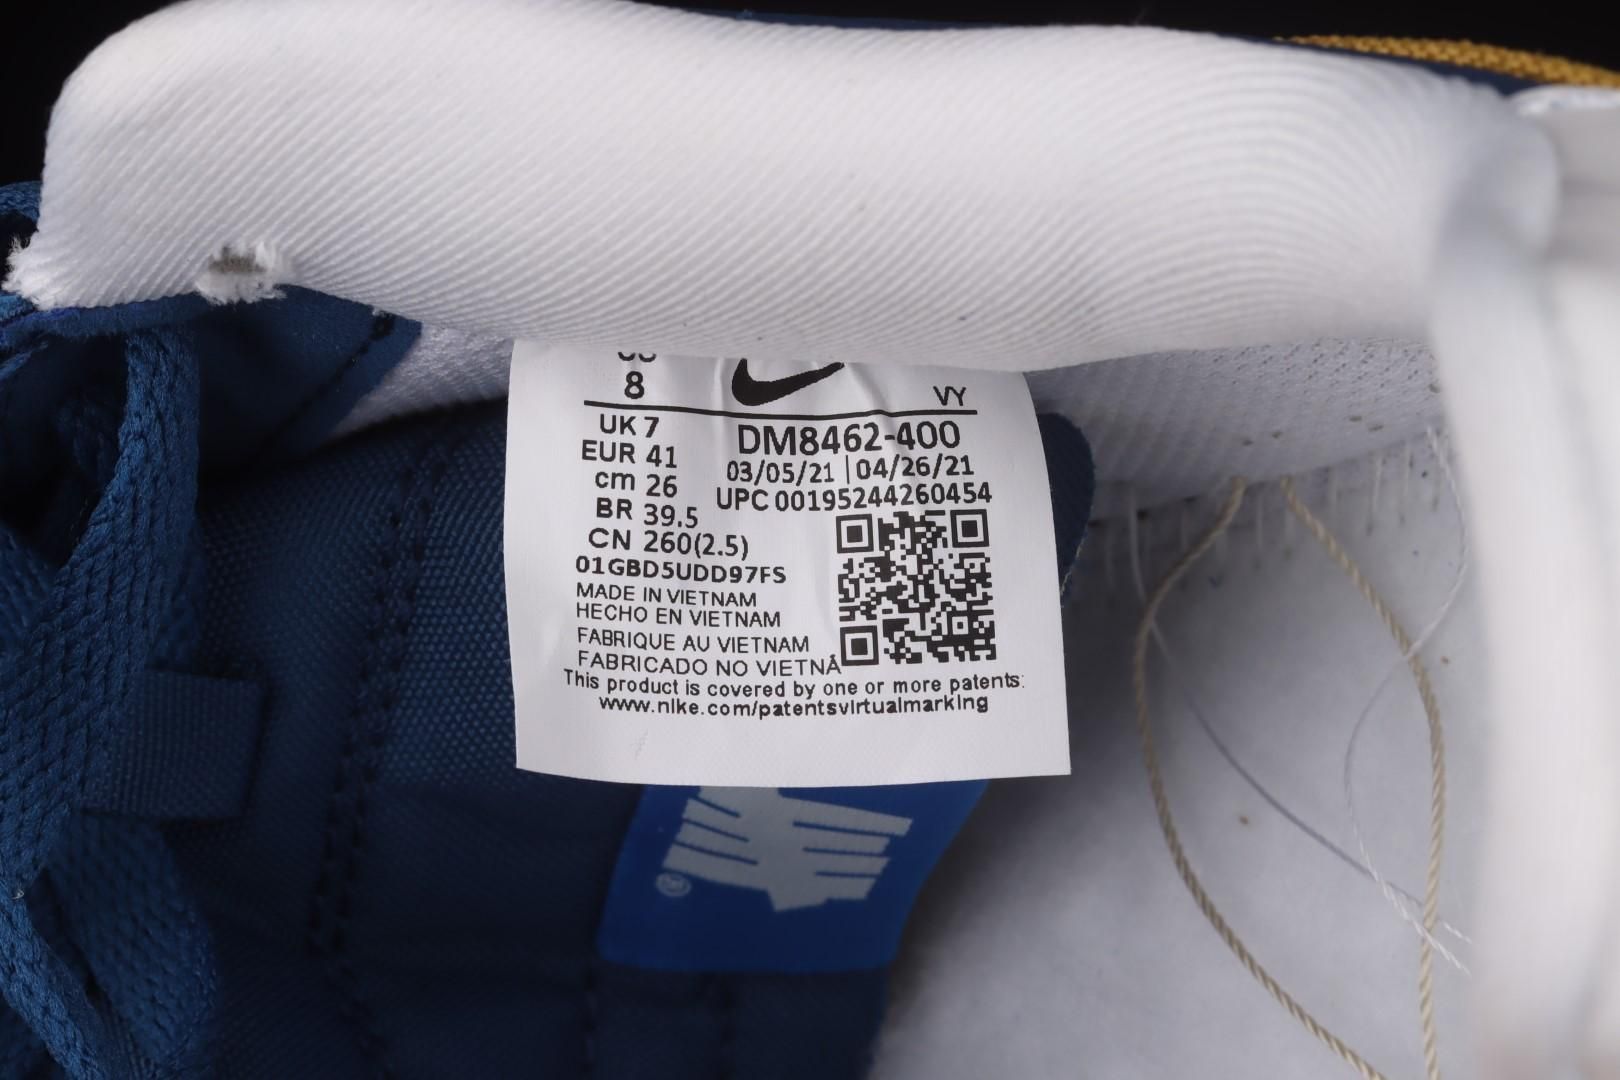 8
VY
UK 7
DM8462-400
EUR 41
03/05/21 | 04/26/21
cm 26
UPC 00195244260454
BR 39.5
CN 260(2.5)
01GBD5UDD97FS
MADE IN VIETNAM
HECHO EN VIETNAM
FABRIQUE AU VIETNAM
FABRICADO NO VIETNÃ
This product is covered by one or more patents:
www.nike.com/patentsvirtualmarking
®